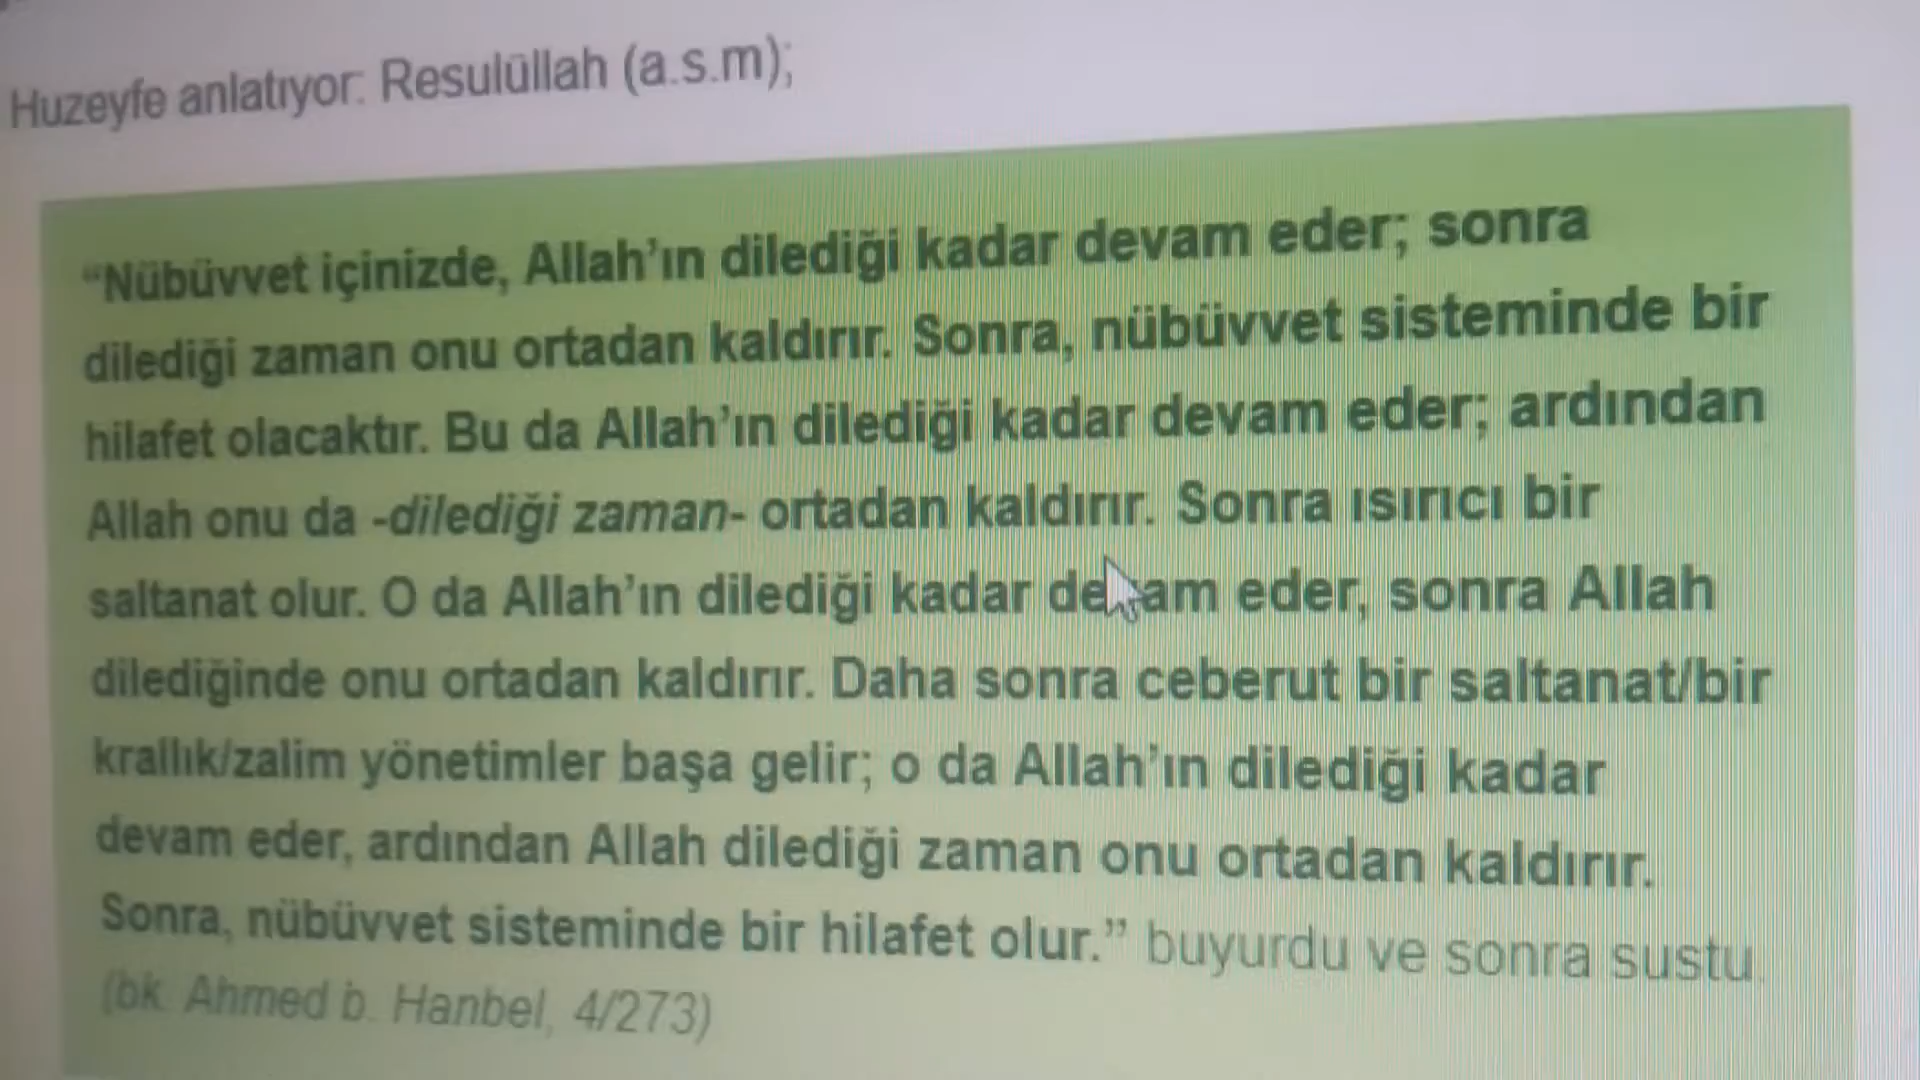 Huzeyfe anlatıyor: Resulüllah (a.s.m);
“Nübüvvet içinizde, Allah’ın dilediği kadar devam eder; sonra
dilediği zaman onu ortadan kaldırır. Sonra, nübüvvet sisteminde bir
hilafet olacaktır. Bu da Allah’ın dilediği kadar devam eder; ardından
Allah onu da -dilediği zaman- ortadan kaldırır. Sonra ısırıcı bir
saltanat olur. O da Allah’ın dilediği kadar devam eder, sonra Allah
dilediğinde onu ortadan kaldırır. Daha sonra ceberut bir saltanat/bir
krallık/zalim yönetimler başa gelir; o da Allah’ın dilediği kadar
devam eder, ardından Allah dilediği zaman onu ortadan kaldırır.
Sonra, nübüvvet sisteminde bir hilafet olur.” buyurdu ve sonra sustu.
(bk. Ahmed b. Hanbel, 4/273)